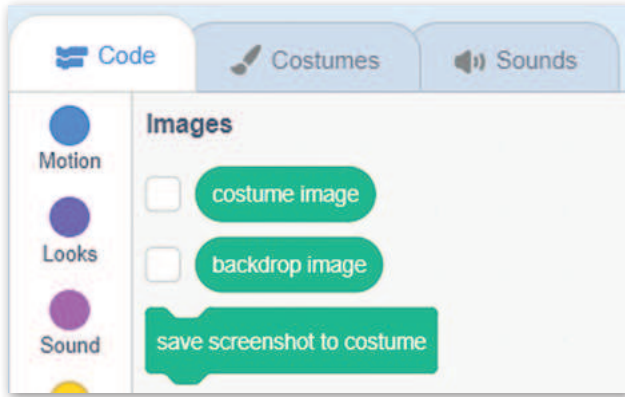 Code Costumes Sounds
Images
Motion
costume image
Looks
backdrop image
Sound
save screenshot to costume